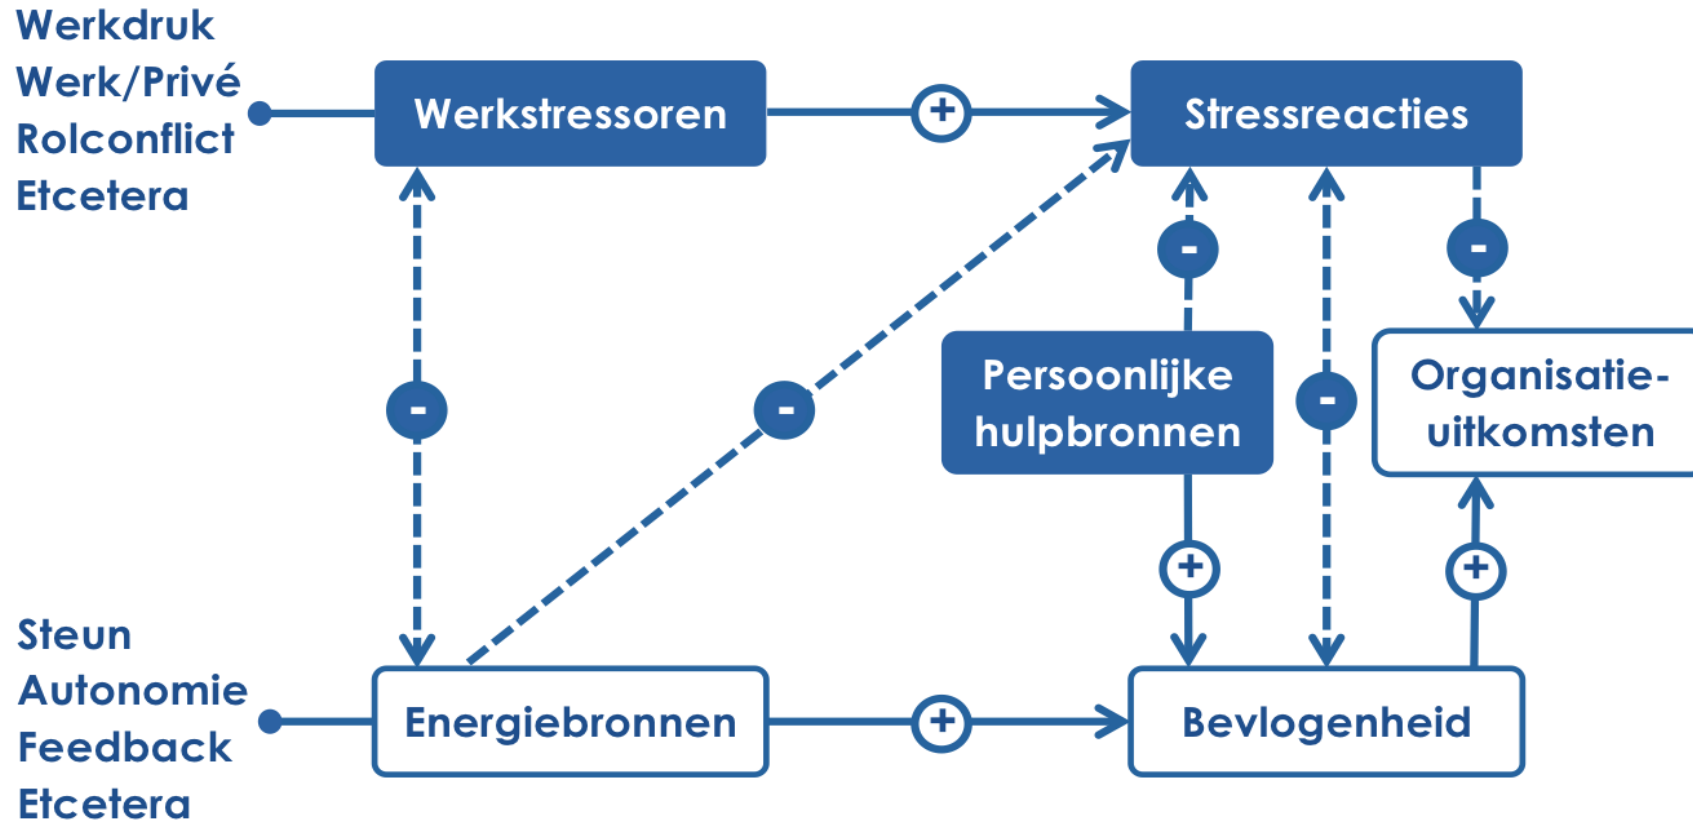 Werkdruk
Werk/Privé
Rolconflict
Etcetera
Werkstressoren
+
Stressreacties
-
-
Persoonlijke
hulpbronnen
Organisatie-
uitkomsten
-
-
-
+
+
Steun
Autonomie
Feedback
Etcetera
Energiebronnen
+
Bevlogenheid